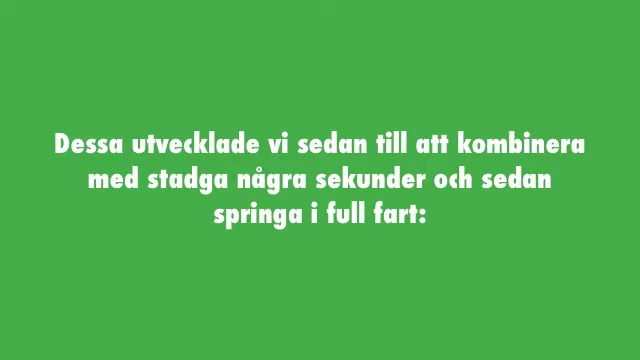 Dessa utvecklade vi sedan till att kombinera
med stadga några sekunder och sedan
springa i full fart: